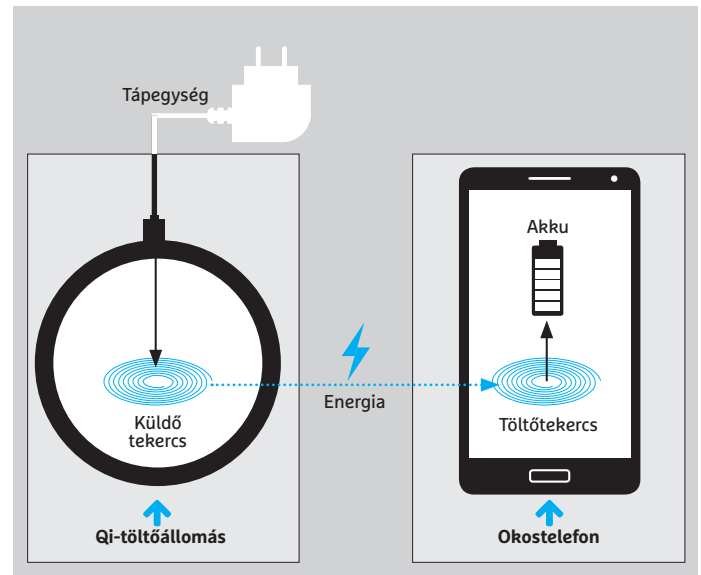 Tápegység
Akku
Energia
Küldő
tekercs
Töltőtekercs
Qi-töltőállomás
Okostelefon